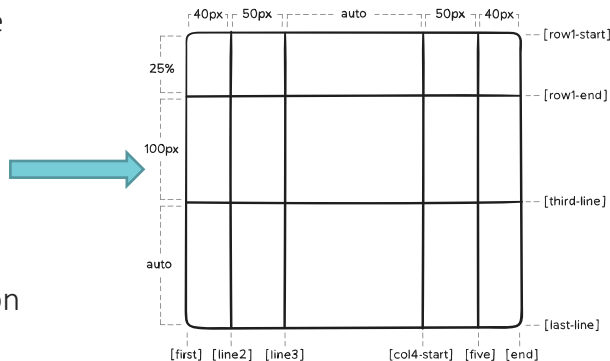 e
40px 50px auto 50px 40px
[row1-start]
25%
[row1-end]
100px
[third-line]
auto
on
[last-line]
[first] [line2] [line3] [col4-start] [five] [end]